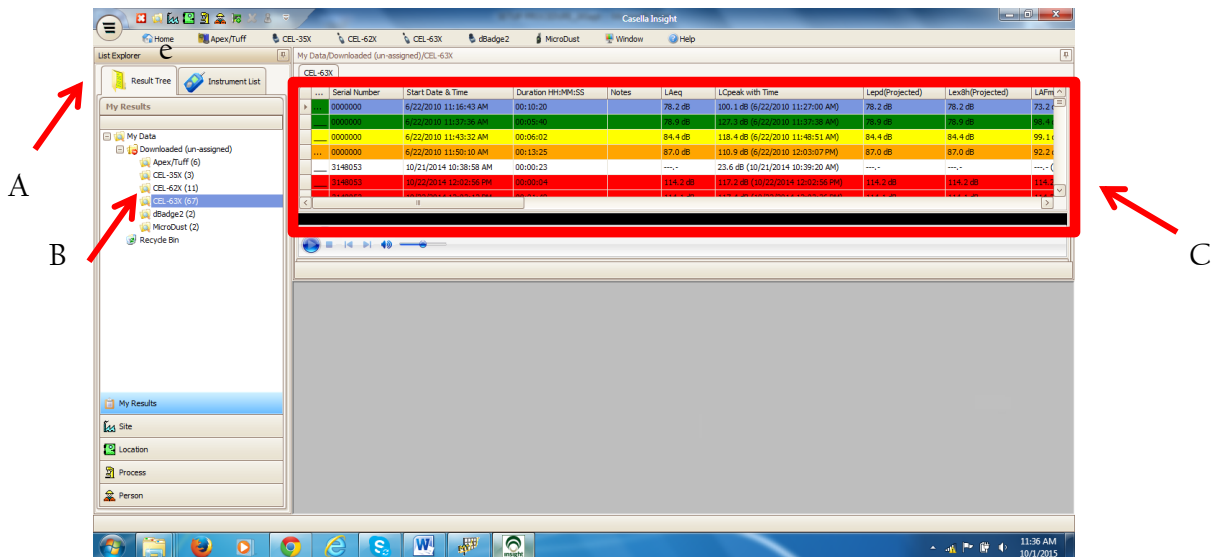 Casella Insight
Home Apex/Tuff CEL-35X CEL-62X CEL-63X dBadge2 MicroDust Window Help
e
List Explorer
My Data/Downloaded (un-assigned)/CEL-63X
Result Tree Instrument List
CEL-63X
A
My Results
... Serial Number Start Date & Time Duration HH:MM:SS Notes LAeq LCpeak with Time Lepd(Projected) Lex8h(Projected) LAFm
... 0000000 6/22/2010 11:16:43 AM 00:10:20 78.2 dB 100.1 dB (6/22/2010 11:27:00 AM) 78.2 dB 78.2 dB 73.2
0000000 6/22/2010 11:37:36 AM 00:05:40 78.9 dB 127.3 dB (6/22/2010 11:37:38 AM) 78.9 dB 78.9 dB 98.4
0000000 6/22/2010 11:43:32 AM 00:06:02 84.4 dB 118.4 dB (6/22/2010 11:48:51 AM) 84.4 dB 84.4 dB 99.1
... 0000000 6/22/2010 11:50:10 AM 00:13:25 87.0 dB 110.9 dB (6/22/2010 12:03:07 PM) 87.0 dB 87.0 dB 92.2
3148053 10/21/2014 10:38:58 AM 00:00:23 ---.- 23.6 dB (10/21/2014 10:39:20 AM) ---.- ---.- ---.- (
3148053 10/22/2014 12:02:56 PM 00:00:04 114.2 dB 117.2 dB (10/22/2014 12:02:56 PM) 114.2 dB 114.2 dB 114.
My Data
Downloaded (un-assigned)
Apex/Tuff (6)
CEL-35X (3)
CEL-62X (11)
CEL-63X (67)
dBadge2 (2)
MicroDust (2)
Recycle Bin
B
C
My Results
Site
Location
Process
Person
insight
11:36 AM
10/1/2015